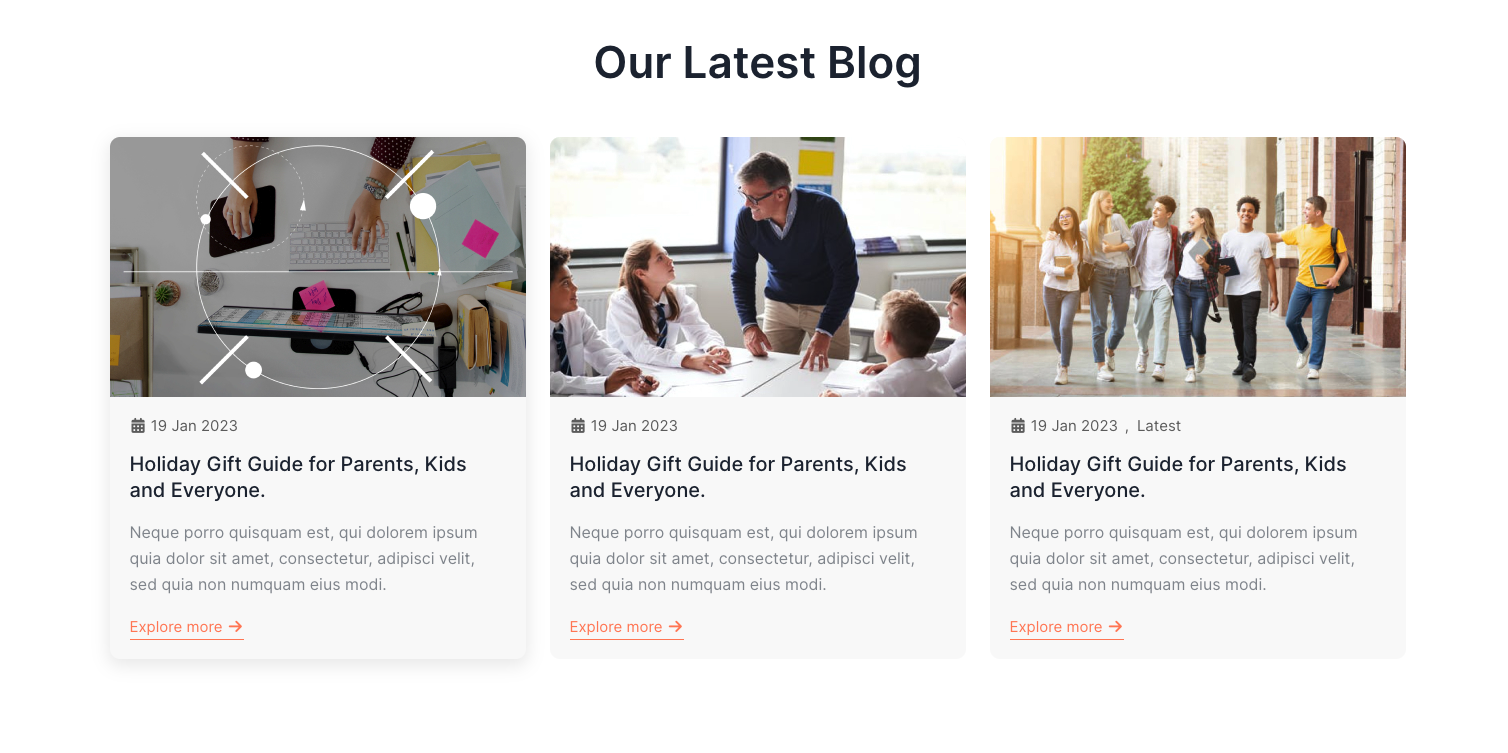 Our Latest Blog
19 Jan 2023
Holiday Gift Guide for Parents, Kids
and Everyone.
Neque porro quisquam est, qui dolorem ipsum
quia dolor sit amet, consectetur, adipisci velit,
sed quia non numquam eius modi.
Explore more →
19 Jan 2023
Holiday Gift Guide for Parents, Kids
and Everyone.
Neque porro quisquam est, qui dolorem ipsum
quia dolor sit amet, consectetur, adipisci velit,
sed quia non numquam eius modi.
Explore more →
19 Jan 2023 , Latest
Holiday Gift Guide for Parents, Kids
and Everyone.
Neque porro quisquam est, qui dolorem ipsum
quia dolor sit amet, consectetur, adipisci velit,
sed quia non numquam eius modi.
Explore more →